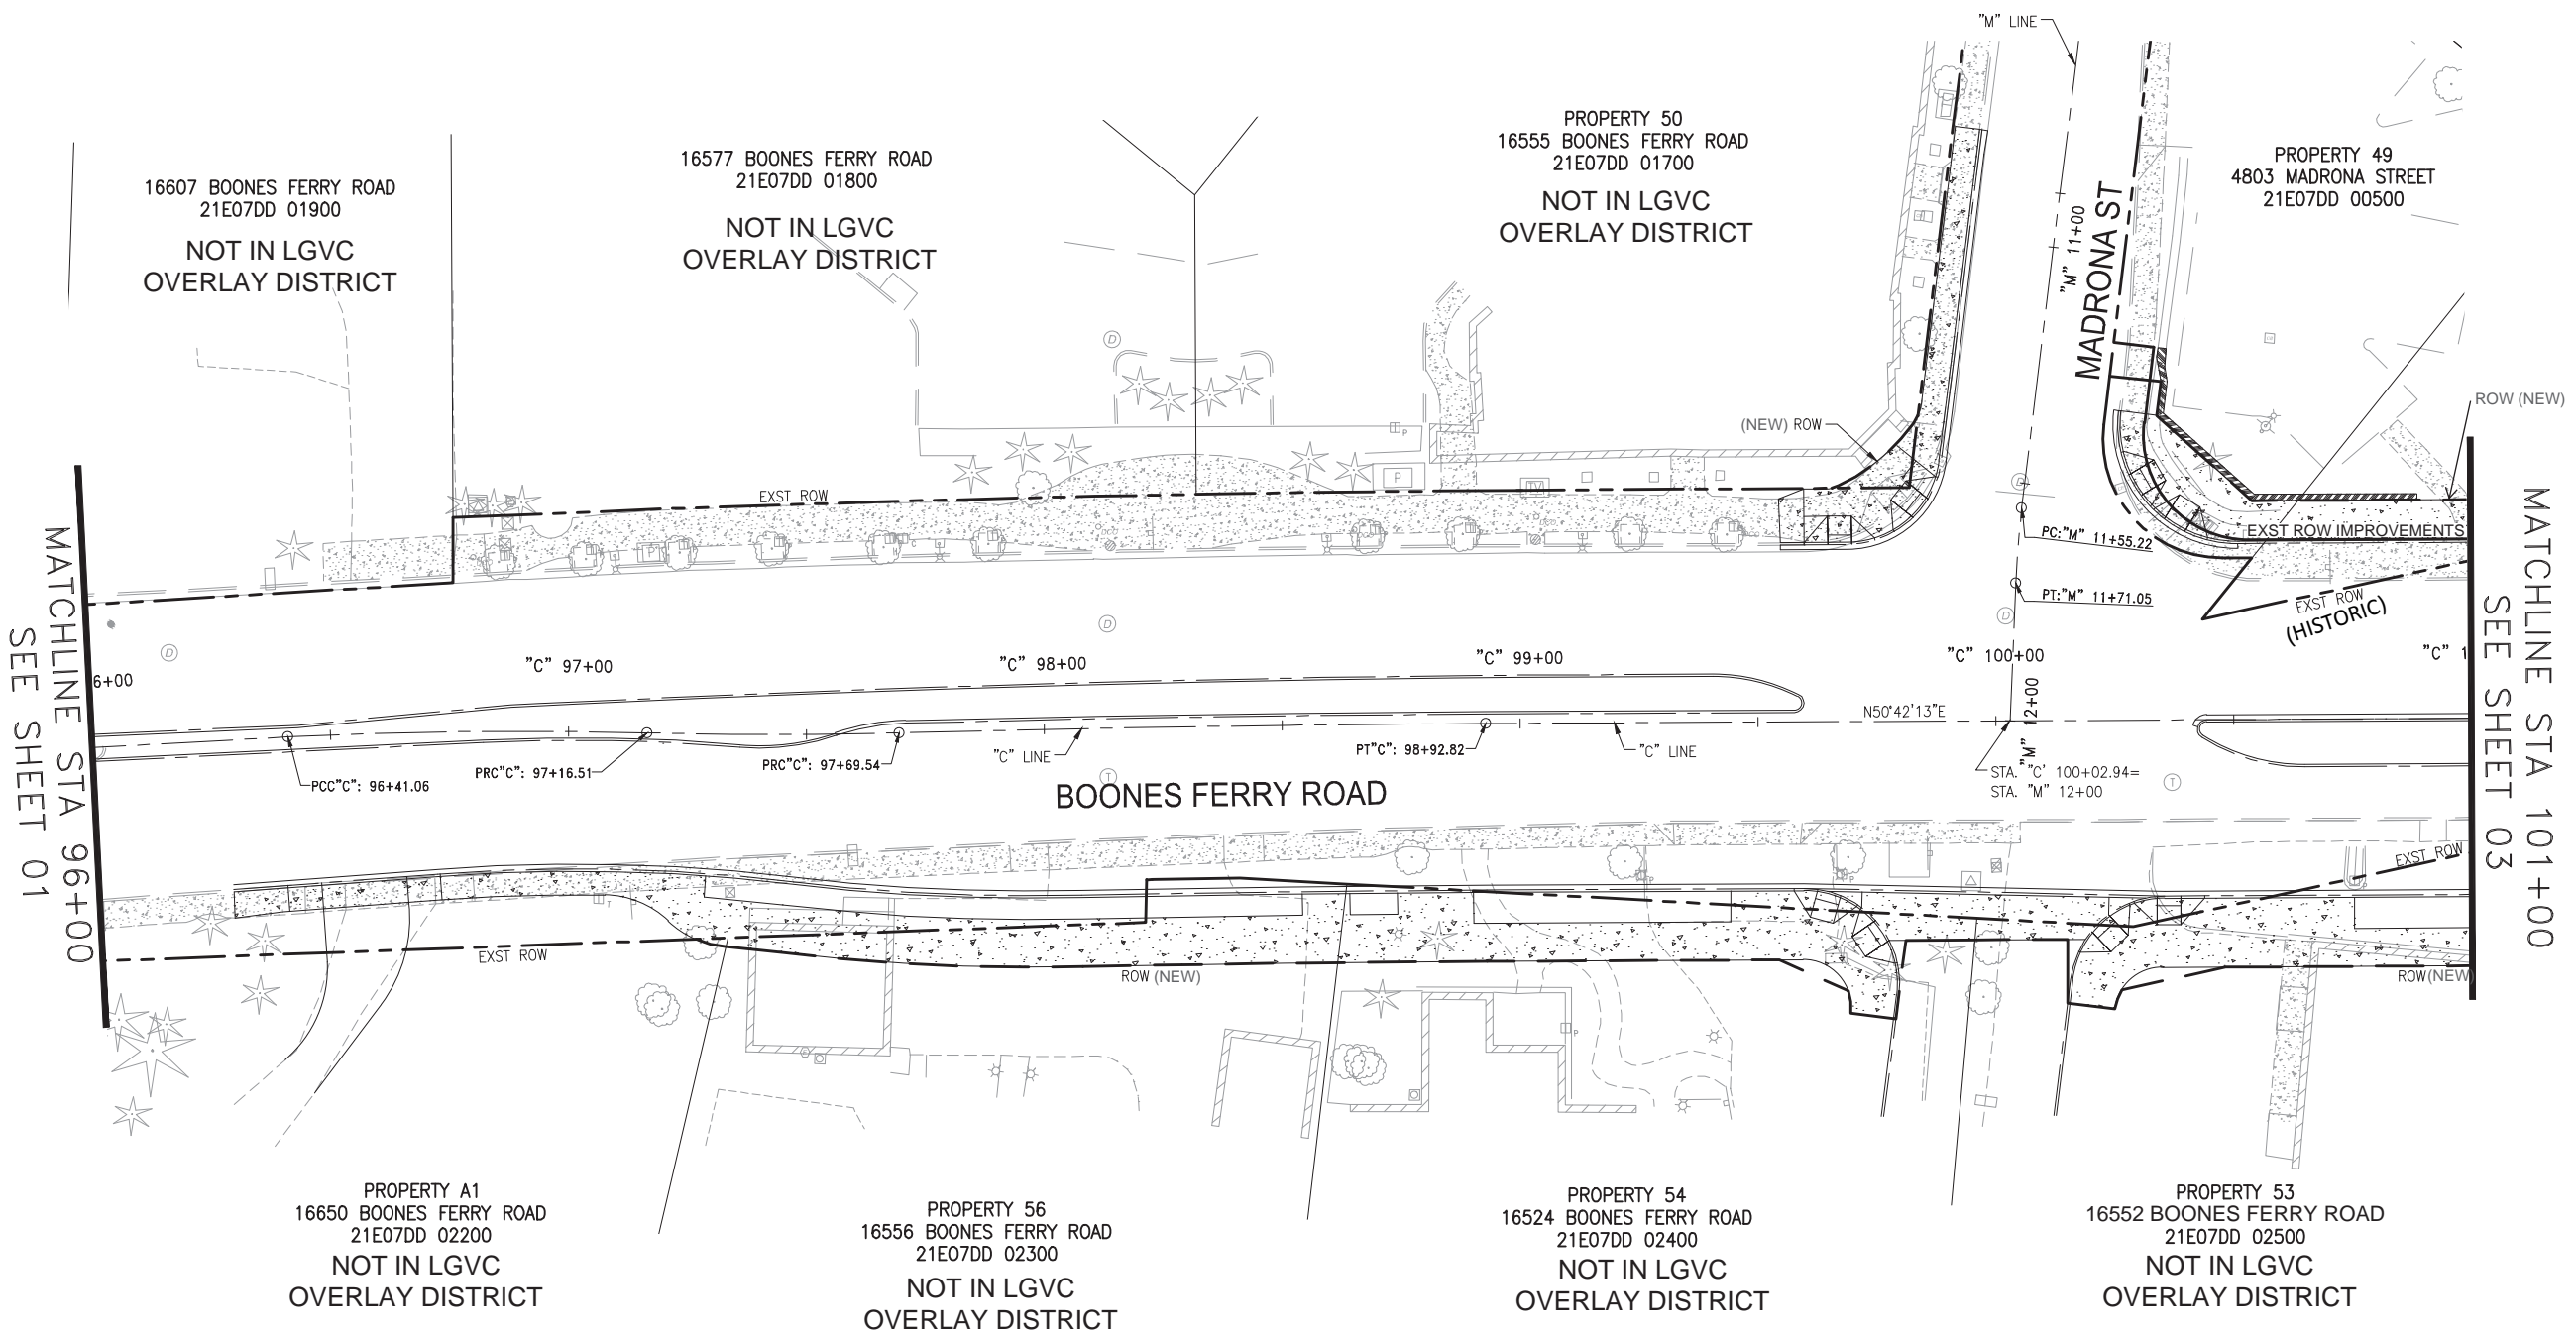 "M" LINE
16607 BOONES FERRY ROAD
21E07DD 01900
NOT IN LGVC
OVERLAY DISTRICT
16577 BOONES FERRY ROAD
21E07DD 01800
NOT IN LGVC
OVERLAY DISTRICT
PROPERTY 50
16555 BOONES FERRY ROAD
21E07DD 01700
NOT IN LGVC
OVERLAY DISTRICT
PROPERTY 49
4803 MADRONA STREET
21E07DD 00500
"M" 11+00
MADRONA ST
ROW (NEW)
(NEW) ROW
EXST ROW
EXST ROW IMPROVEMENTS
PC:"M" 11+55.22
PT:"M" 11+71.05
EXST ROW
(HISTORIC)
MATCHLINE STA 96+00
SEE SHEET 01
MATCHLINE STA 101+00
SEE SHEET 03
6+00
"C" 97+00
"C" 98+00
"C" 99+00
"C" 100+00
"C" 1
N50°42'13"E
"M" 12+00
PCC"C": 96+41.06
PRC"C": 97+16.51
PRC"C": 97+69.54
"C" LINE
PT"C": 98+92.82
"C" LINE
STA. "C' 100+02.94=
STA. "M" 12+00
BOONES FERRY ROAD
EXST ROW
EXST ROW
ROW (NEW)
ROW (NEW)
PROPERTY A1
16650 BOONES FERRY ROAD
21E07DD 02200
NOT IN LGVC
OVERLAY DISTRICT
PROPERTY 56
16556 BOONES FERRY ROAD
21E07DD 02300
NOT IN LGVC
OVERLAY DISTRICT
PROPERTY 54
16524 BOONES FERRY ROAD
21E07DD 02400
NOT IN LGVC
OVERLAY DISTRICT
PROPERTY 53
16552 BOONES FERRY ROAD
21E07DD 02500
NOT IN LGVC
OVERLAY DISTRICT